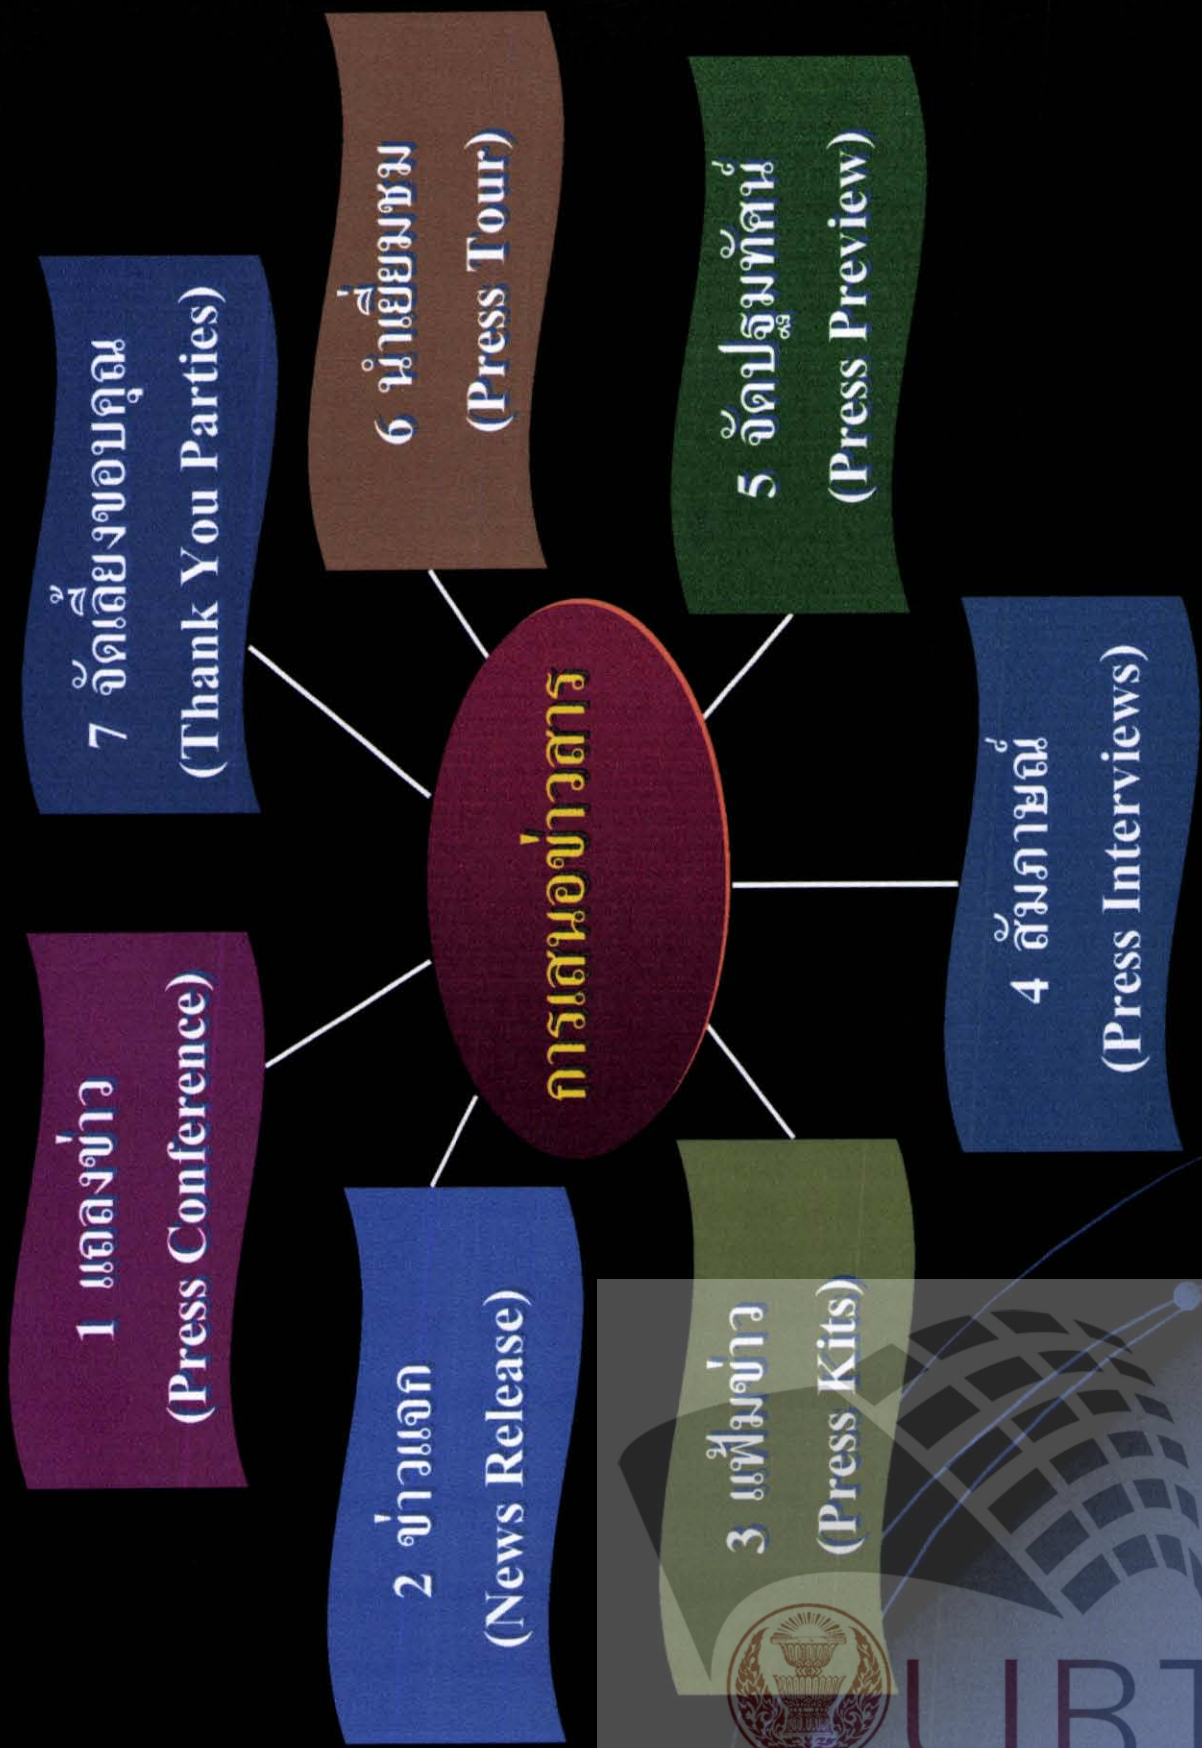 การเสนอข่าวสาร
1 แถลงข่าว
(Press Conference)
2 ข่าวแจก
(News Release)
3 แฟ้มข่าว
(Press Kits)
4 สัมภาษณ์
(Press Interviews)
5 จัดปฐมทัศน์
(Press Preview)
6 นำเยี่ยมชม
(Press Tour)
7 จัดเลี้ยงขอบคุณ
(Thank You Parties)